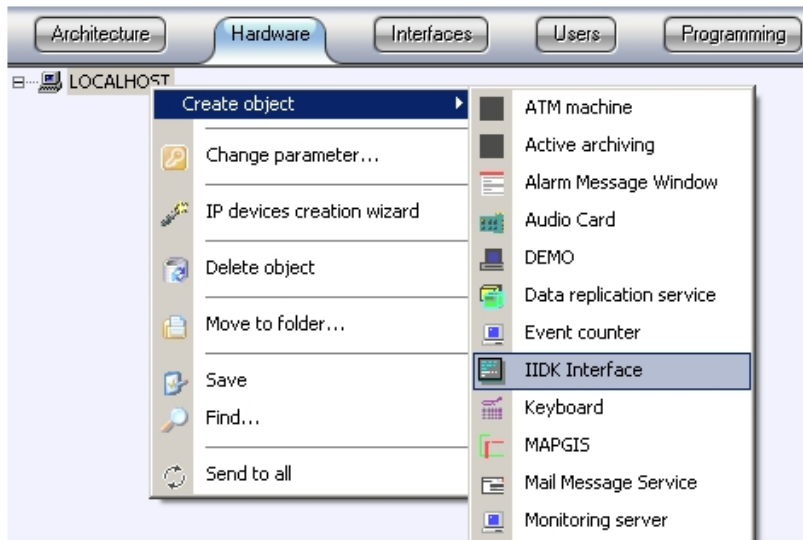 Architecture Hardware Interfaces Users Programming
LOCALHOST
Create object
Change parameter...
IP devices creation wizard
Delete object
Move to folder...
Save
Find...
Send to all
ATM machine
Active archiving
Alarm Message Window
Audio Card
DEMO
Data replication service
Event counter
IIDK Interface
Keyboard
MAPGIS
Mail Message Service
Monitoring server